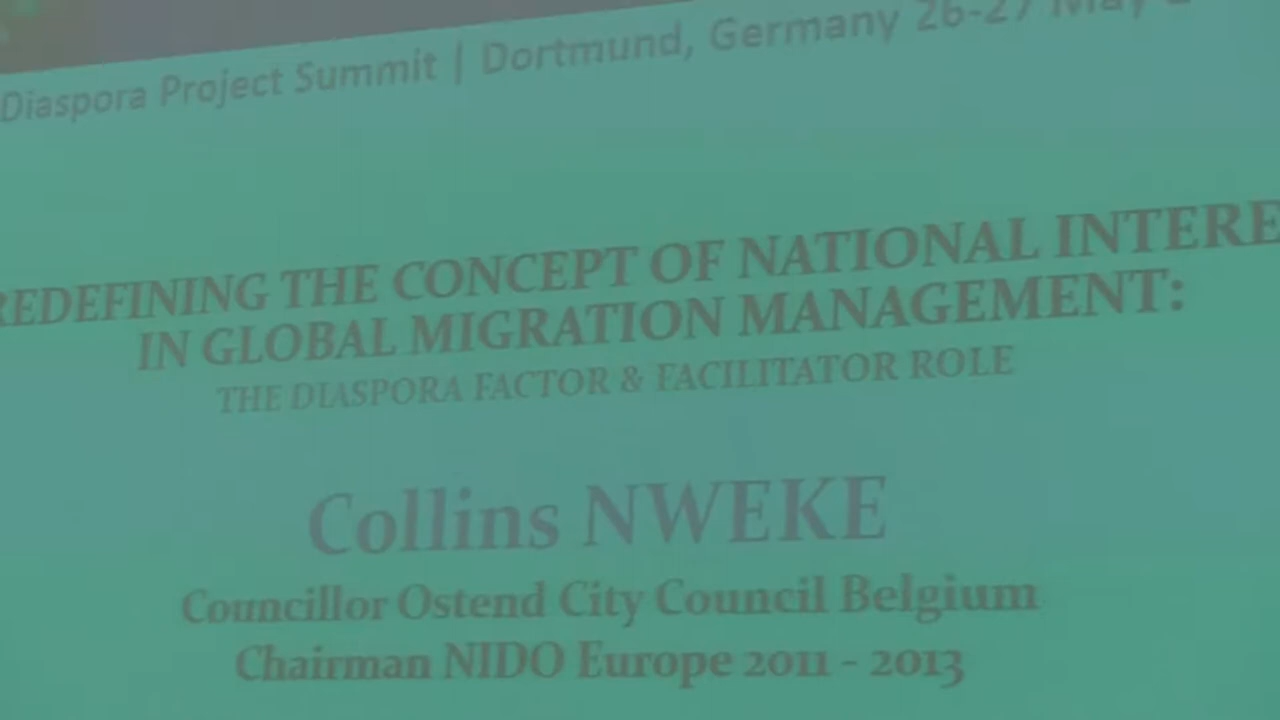 Diaspora Project Summit | Dortmund, Germany 26-27 May
REDEFINING THE CONCEPT OF NATIONAL INTERE
IN GLOBAL MIGRATION MANAGEMENT:
THE DIASPORA FACTOR & FACILITATOR ROLE
Collins NWEKE
Councillor Ostend City Council Belgium
Chairman NIDO Europe 2011 - 2013